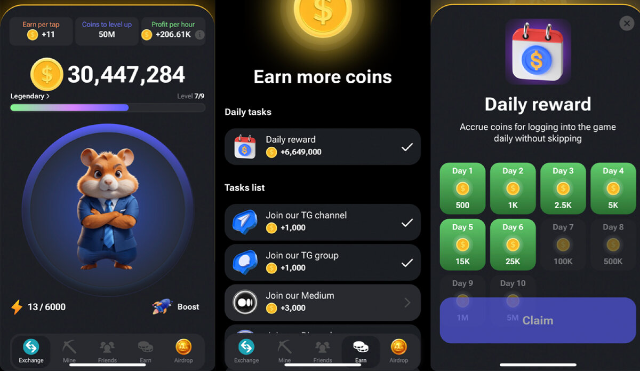 Earn per tap
+11
Coins to level up
50M
Profit per hour
+206.61K
30,447,284
Legendary >
Level 7/9
13 / 6000
Boost
Exchange
Mine
Friends
Earn
Airdrop
Earn more coins
Daily tasks
Daily reward
+6,649,000
Tasks list
Join our TG channel
+1,000
Join our TG group
+1,000
Join our Medium
+3,000
Exchange
Mine
Friends
Earn
Airdrop
Daily reward
Accrue coins for logging into the game
daily without skipping
Day 1
500
Day 2
1K
Day 3
2.5K
Day 4
5K
Day 5
15K
Day 6
25K
Day 7
100K
Day 8
500K
Day 9
1M
Day 10
5M
Claim